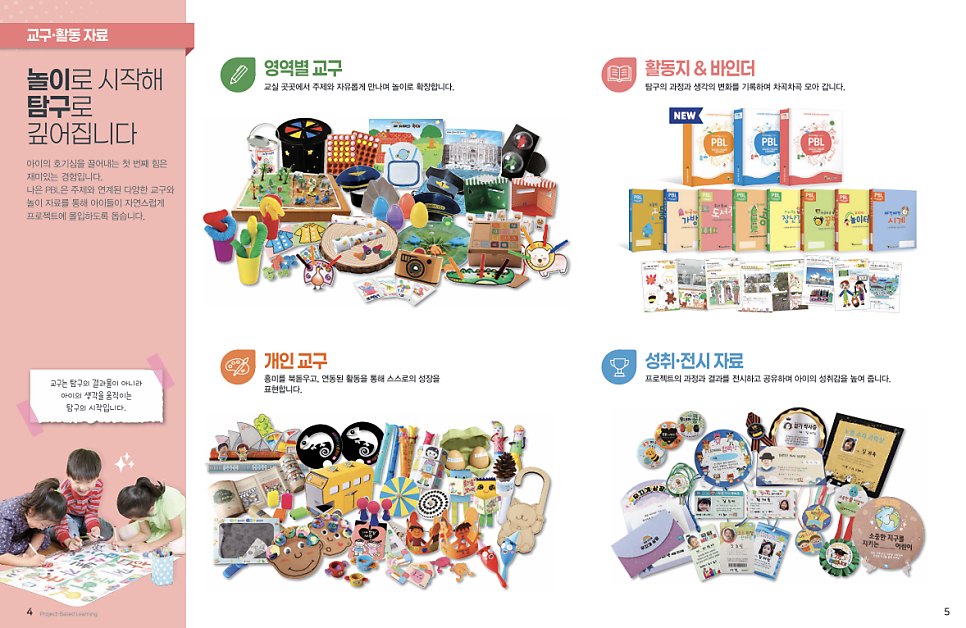 교구·활동 자료
놀이로 시작해
탐구로
깊어집니다
아이의 호기심을 끌어내는 첫 번째 힘은
재미있는 경험입니다.
나은 PBL은 주제와 연계된 다양한 교구와
놀이 자료를 통해 아이들이 자연스럽게
프로젝트에 몰입하도록 돕습니다.
교구는 탐구의 결과물이 아니라
아이의 생각을 움직이는
탐구의 시작입니다.
4 Project-Based Learning
영역별 교구
교실 곳곳에서 주제와 자유롭게 만나며 놀이로 확장합니다.
활동지 & 바인더
탐구의 과정과 생각의 변화를 기록하며 차곡차곡 모아 갑니다.
NEW
PBL
PBL
PBL
가방
시계
개인 교구
흥미를 북돋우고, 연동된 활동을 통해 스스로의 성장을
표현합니다.
성취·전시 자료
프로젝트의 과정과 결과를 전시하고 공유하며 아이의 성취감을 높여 줍니다.
소중한 지구를
지키는 어린이
5